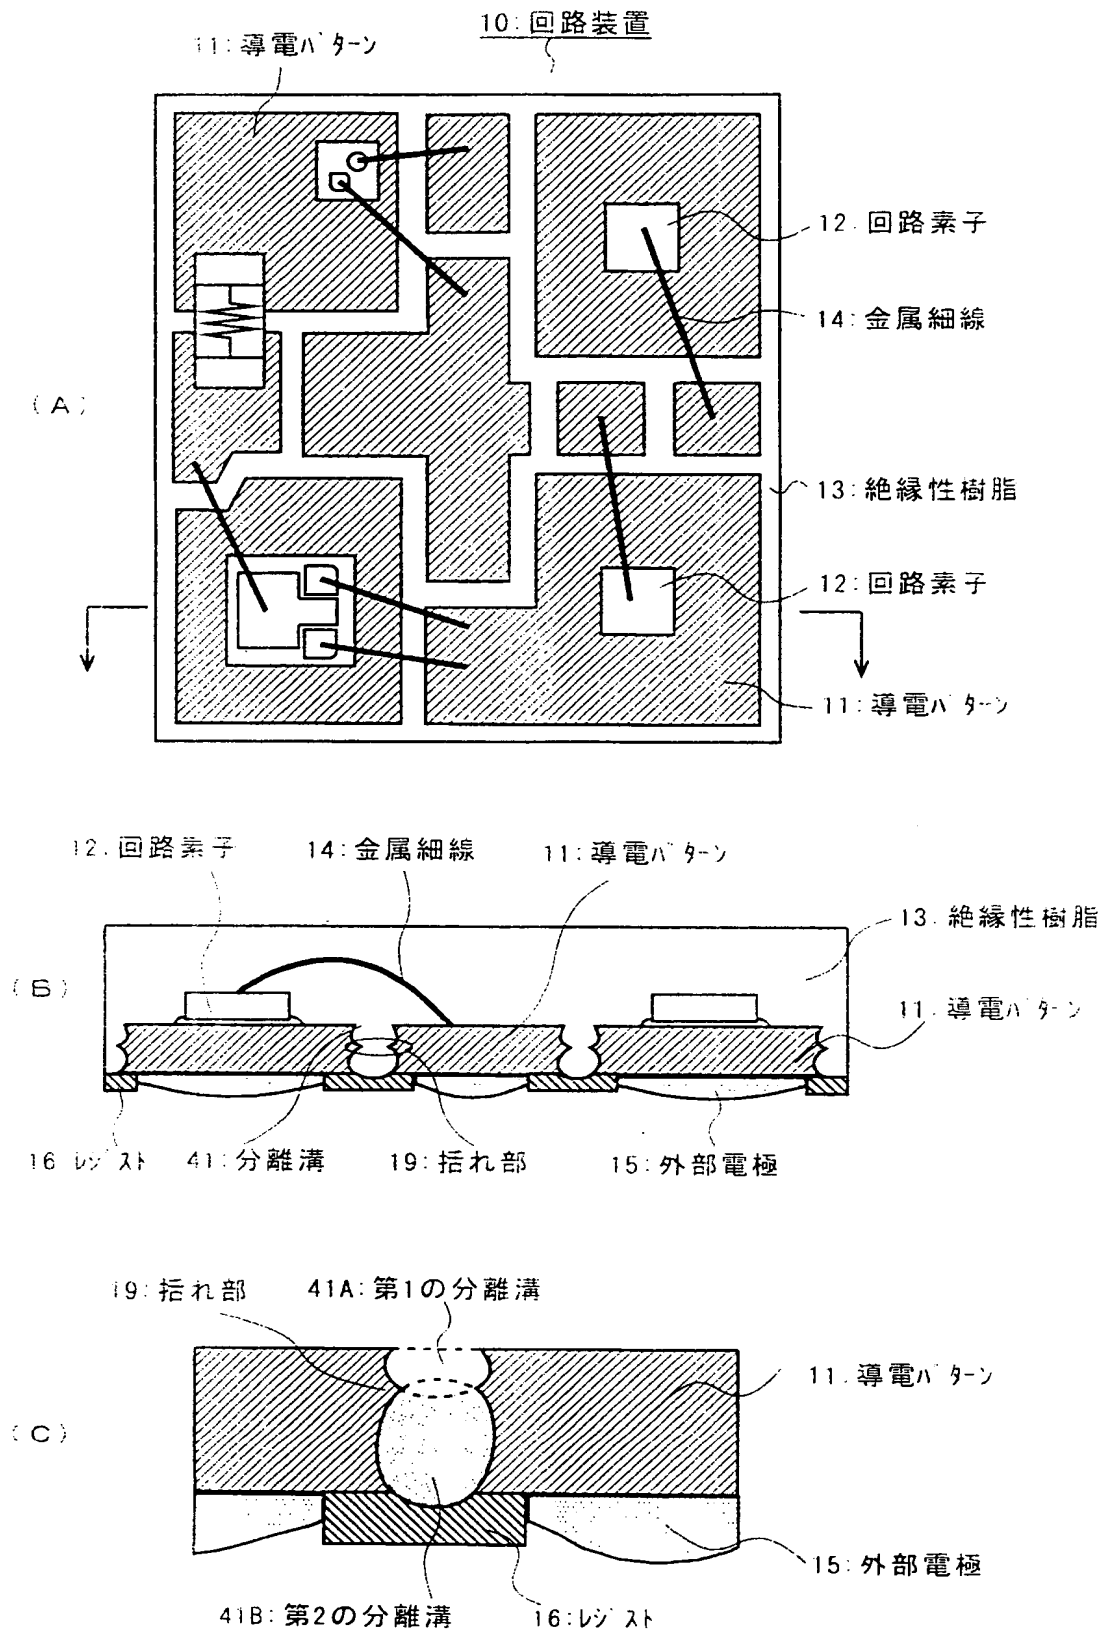 10:回路装置
11:導電パターン
12.回路素子
14:金属細線
(A)
13:絶縁性樹脂
12:回路素子
11:導電パターン
12.回路素子
14:金属細線
11:導電パターン
13.絶縁性樹脂
(B)
11.導電パターン
16 レジスト
41:分離溝
19:括れ部
15:外部電極
19:括れ部
41A:第1の分離溝
11.導電パターン
(C)
15:外部電極
41B:第2の分離溝
16:レジスト